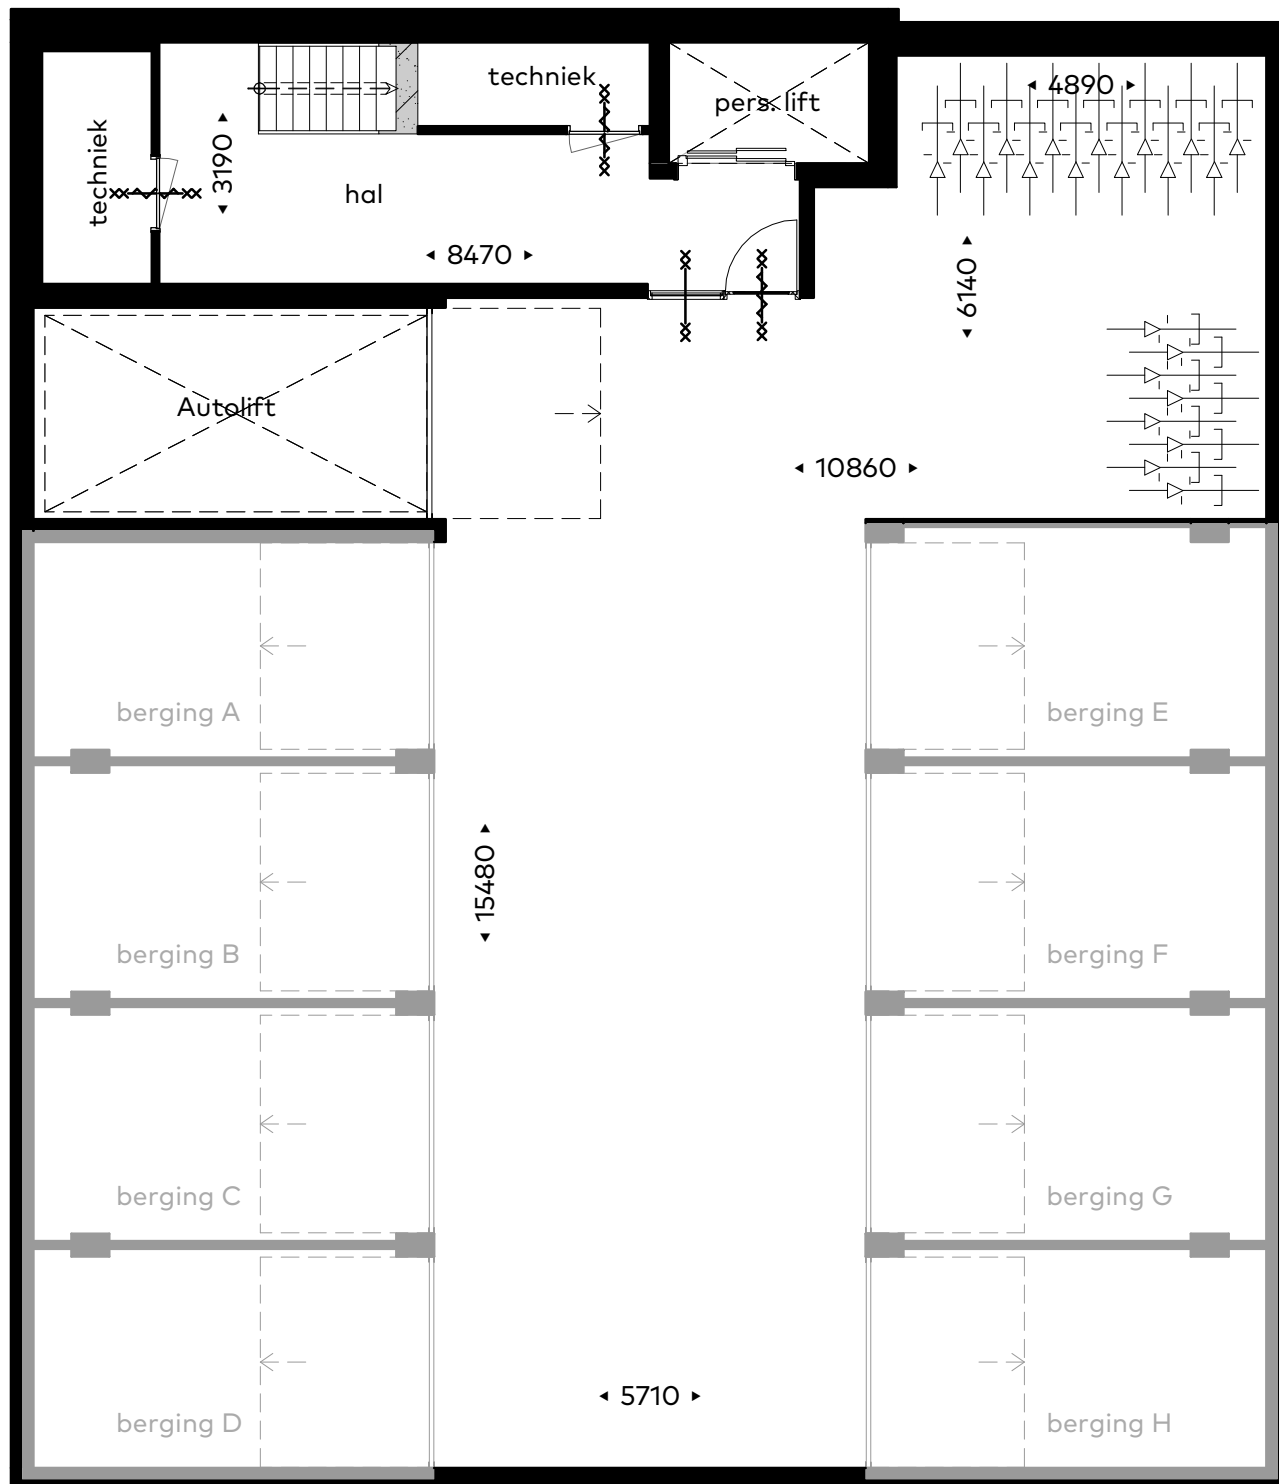 techniek
4890
pers. lift
techniek
3190
hal
8470
6140
Autolift
10860
berging A
berging E
15480
berging B
berging F
berging C
berging G
5710
berging D
berging H